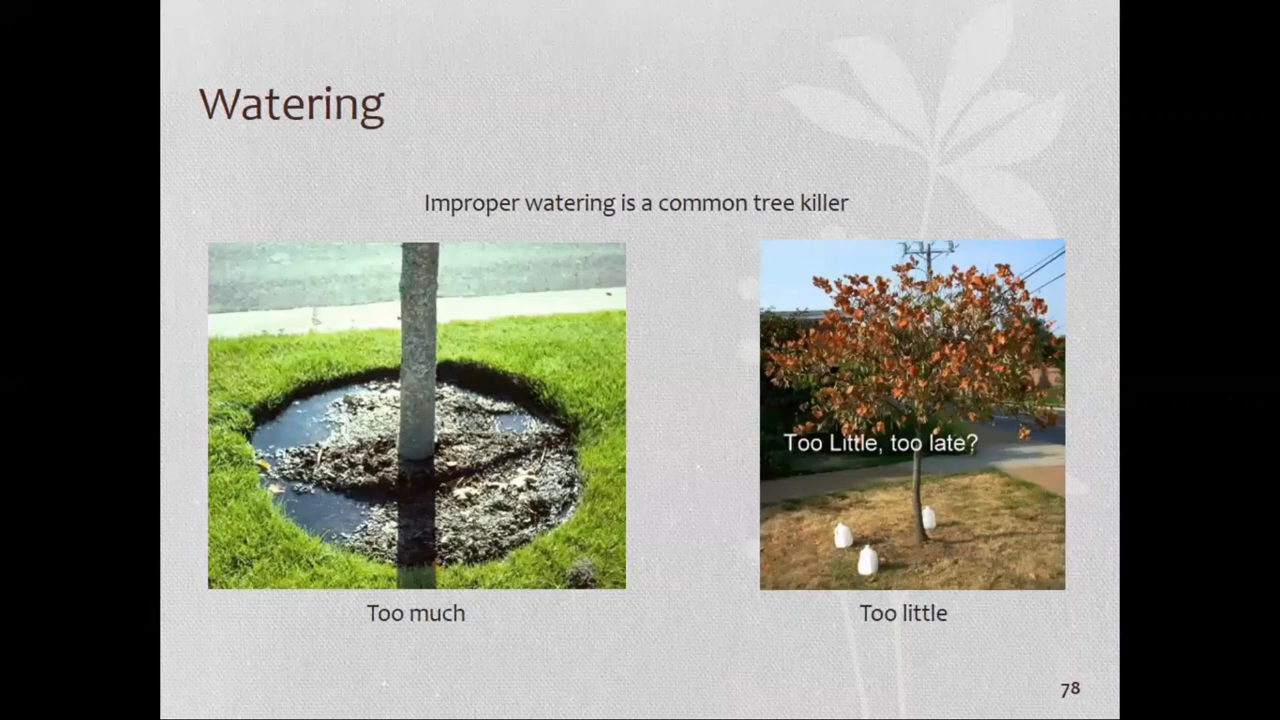 Watering
Improper watering is a common tree killer
Too Little, too late?
Too much
Too little
78